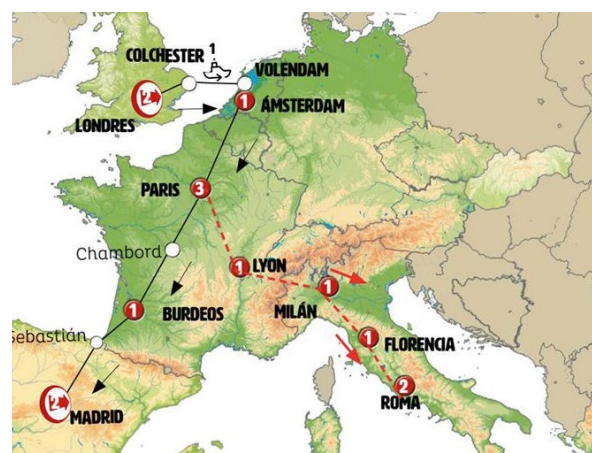 COLCHESTER
1
VOLENDAM
2
LONDRES
1
ÁMSTERDAM
PARIS
3
Chambord
1
LYON
1
BURDEOS
MILÁN
1
Sebastián
1
FLORENCIA
2
ROMA
2
MADRID